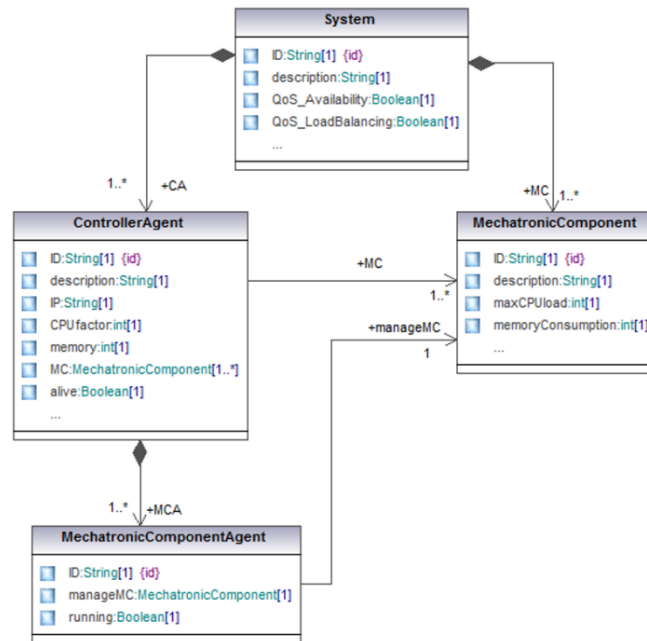 System
ID:String[1] {id}
description:String[1]
QoS_Availability:Boolean[1]
QoS_LoadBalancing:Boolean[1]
...
1..*
+CA
+MC
1..*
ControllerAgent
ID:String[1] {id}
description:String[1]
IP:String[1]
CPUfactor:int[1]
memory:int[1]
MC:MechatronicComponent[1..*]
alive:Boolean[1]
...
+MC
1..*
+manageMC
1
MechatronicComponent
ID:String[1] {id}
description:String[1]
maxCPUload:int[1]
memoryConsumption:int[1]
...
1..*
+MCA
MechatronicComponentAgent
ID:String[1] {id}
manageMC:MechatronicComponent[1]
running:Boolean[1]